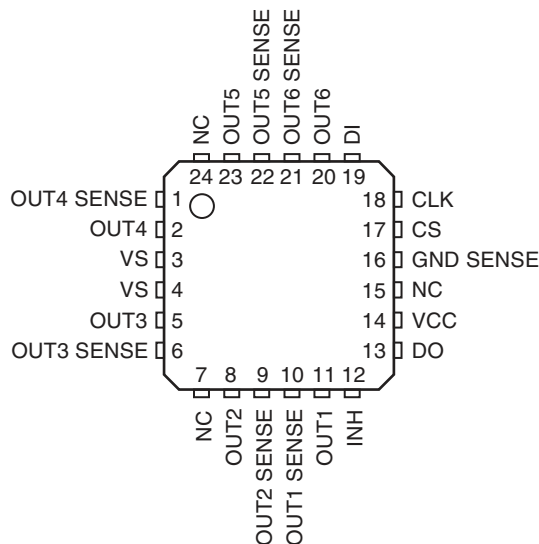 NC
OUT5
OUT5 SENSE
OUT6 SENSE
OUT6
DI
24 23 22 21 20 19
OUT4 SENSE 1
OUT4 2
VS 3
VS 4
OUT3 5
OUT3 SENSE 6
18 CLK
17 CS
16 GND SENSE
15 NC
14 VCC
13 DO
7 8 9 10 11 12
NC
OUT2
OUT2 SENSE
OUT1 SENSE
OUT1
INH